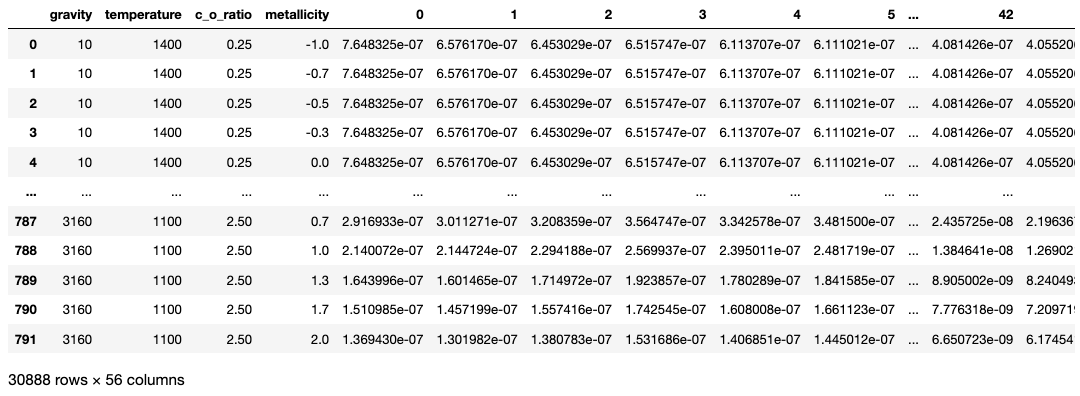 gravity temperature c_o_ratio metallicity 0 1 2 3 4 5 ... 42
0 10 1400 0.25 -1.0 7.648325e-07 6.576170e-07 6.453029e-07 6.515747e-07 6.113707e-07 6.111021e-07 ... 4.081426e-07 4.05520
1 10 1400 0.25 -0.7 7.648325e-07 6.576170e-07 6.453029e-07 6.515747e-07 6.113707e-07 6.111021e-07 ... 4.081426e-07 4.05520
2 10 1400 0.25 -0.5 7.648325e-07 6.576170e-07 6.453029e-07 6.515747e-07 6.113707e-07 6.111021e-07 ... 4.081426e-07 4.05520
3 10 1400 0.25 -0.3 7.648325e-07 6.576170e-07 6.453029e-07 6.515747e-07 6.113707e-07 6.111021e-07 ... 4.081426e-07 4.05520
4 10 1400 0.25 0.0 7.648325e-07 6.576170e-07 6.453029e-07 6.515747e-07 6.113707e-07 6.111021e-07 ... 4.081426e-07 4.05520
... ... ... ... ... ... ... ... ... ... ... ... ...
787 3160 1100 2.50 0.7 2.916933e-07 3.011271e-07 3.208359e-07 3.564747e-07 3.342578e-07 3.481500e-07 ... 2.435725e-08 2.19636
788 3160 1100 2.50 1.0 2.140072e-07 2.144724e-07 2.294188e-07 2.569937e-07 2.395011e-07 2.481719e-07 ... 1.384641e-08 1.26902
789 3160 1100 2.50 1.3 1.643996e-07 1.601465e-07 1.714972e-07 1.923857e-07 1.780289e-07 1.841585e-07 ... 8.905002e-09 8.24049
790 3160 1100 2.50 1.7 1.510985e-07 1.457199e-07 1.557416e-07 1.742545e-07 1.608008e-07 1.661123e-07 ... 7.776318e-09 7.20971
791 3160 1100 2.50 2.0 1.369430e-07 1.301982e-07 1.380783e-07 1.531686e-07 1.406851e-07 1.445012e-07 ... 6.650723e-09 6.17454
30888 rows × 56 columns